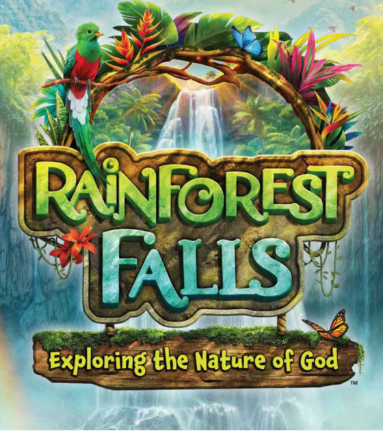 RAINFOREST
FALLS
Exploring the Nature of God
™